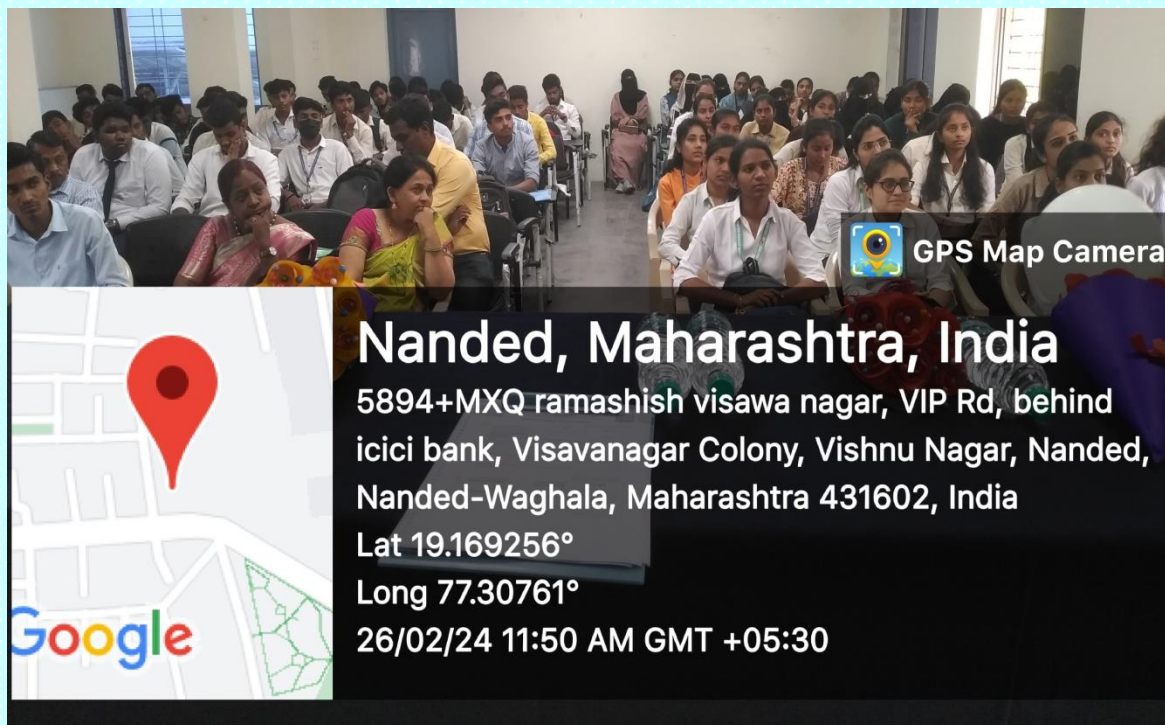 GPS Map Camera
Nanded, Maharashtra, India
5894+MXQ ramashish visawa nagar, VIP Rd, behind
icici bank, Visavanagar Colony, Vishnu Nagar, Nanded,
Nanded-Waghala, Maharashtra 431602, India
Lat 19.169256°
Long 77.30761°
26/02/24 11:50 AM GMT +05:30
Google